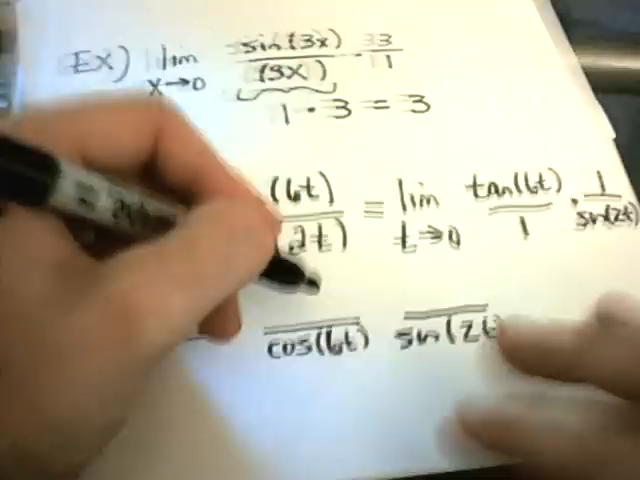 Ex) lim x→0 sin(3x) / (3x) · 3 / 1
1 · 3 = 3
(6t) / (2t) = lim t→0 tan(6t) / 1 · 1 / sin(2t)
cos(6t) sin(2t